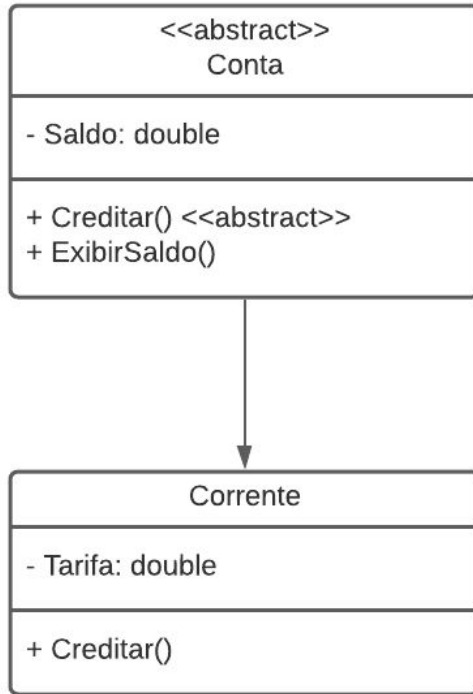 <<abstract>>
Conta
- Saldo: double
+ Creditar() <<abstract>>
+ ExibirSaldo()
Corrente
- Tarifa: double
+ Creditar()